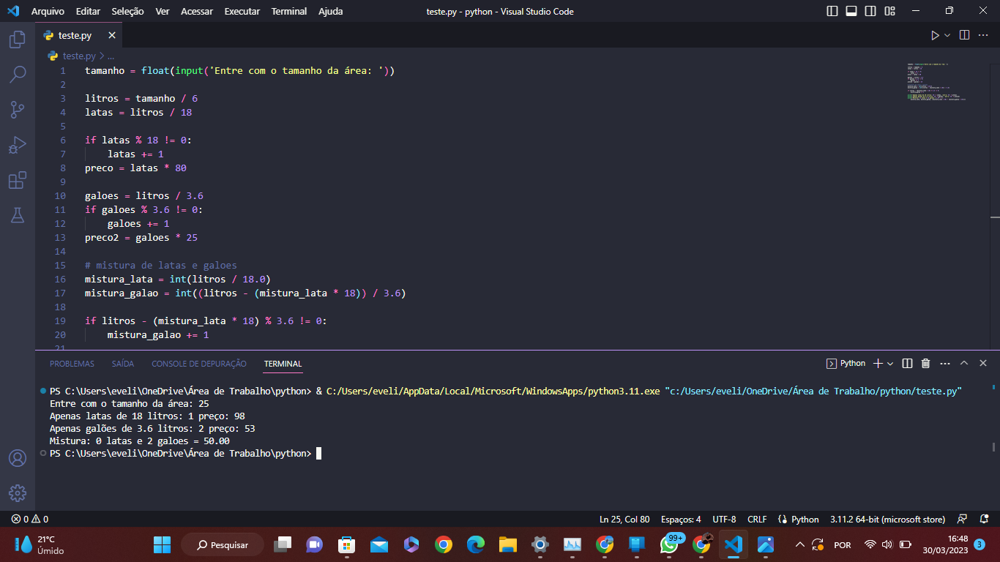 Arquivo Editar Seleção Ver Acessar Executar Terminal Ajuda teste.py - python - Visual Studio Code
teste.py
teste.py > ...
1 tamanho = float(input('Entre com o tamanho da área: '))
2
3 litros = tamanho / 6
4 latas = litros / 18
5
6 if latas % 18 != 0:
7 latas += 1
8 preco = latas * 80
9
10 galoes = litros / 3.6
11 if galoes % 3.6 != 0:
12 galoes += 1
13 preco2 = galoes * 25
14
15 # mistura de latas e galoes
16 mistura_lata = int(litros / 18.0)
17 mistura_galao = int((litros - (mistura_lata * 18)) / 3.6)
18
19 if litros - (mistura_lata * 18) % 3.6 != 0:
20 mistura_galao += 1
21
PROBLEMAS SAÍDA CONSOLE DE DEPURAÇÃO TERMINAL Python
PS C:\Users\eveli\OneDrive\Área de Trabalho\python> & C:/Users/eveli/AppData/Local/Microsoft/WindowsApps/python3.11.exe "c:/Users/eveli/OneDrive/Área de Trabalho/python/teste.py"
Entre com o tamanho da área: 25
Apenas latas de 18 litros: 1 preço: 98
Apenas galões de 3.6 litros: 2 preço: 53
Mistura: 0 latas e 2 galoes = 50.00
PS C:\Users\eveli\OneDrive\Área de Trabalho\python>
0 0 Ln 25, Col 80 Espaços: 4 UTF-8 CRLF Python 3.11.2 64-bit (microsoft store)
21°C
Úmido
Pesquisar
99+
POR
16:48
30/03/2023
3